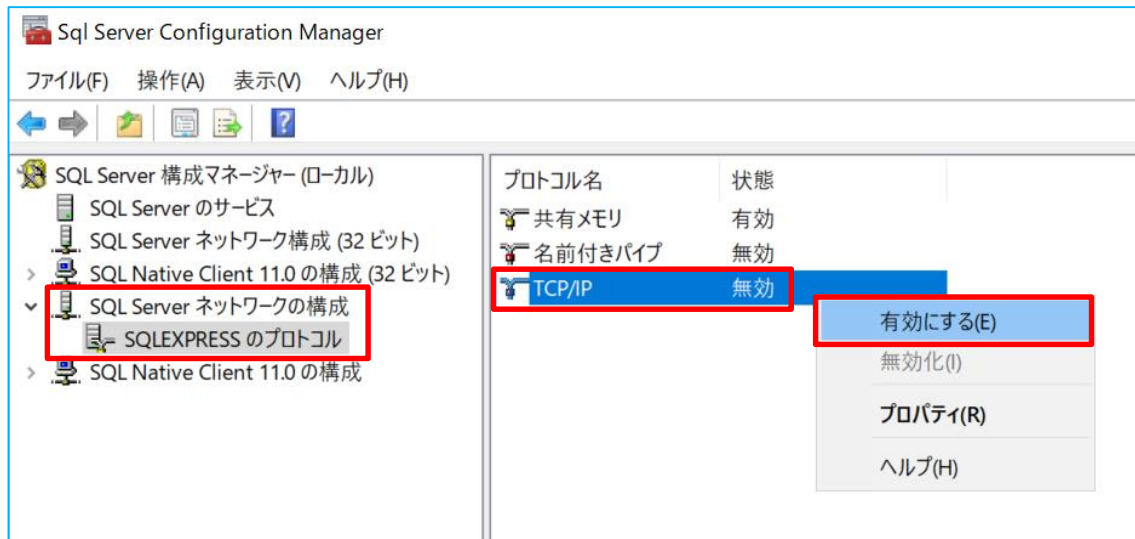 Sql Server Configuration Manager
ファイル(F) 操作(A) 表示(V) ヘルプ(H)
SQL Server 構成マネージャー (ローカル)
SQL Server のサービス
SQL Server ネットワーク構成 (32 ビット)
SQL Native Client 11.0 の構成 (32 ビット)
SQL Server ネットワークの構成
SQLEXPRESS のプロトコル
SQL Native Client 11.0 の構成
プロトコル名 状態
共有メモリ 有効
名前付きパイプ 無効
TCP/IP 無効
有効にする(E)
無効化(I)
プロパティ(R)
ヘルプ(H)